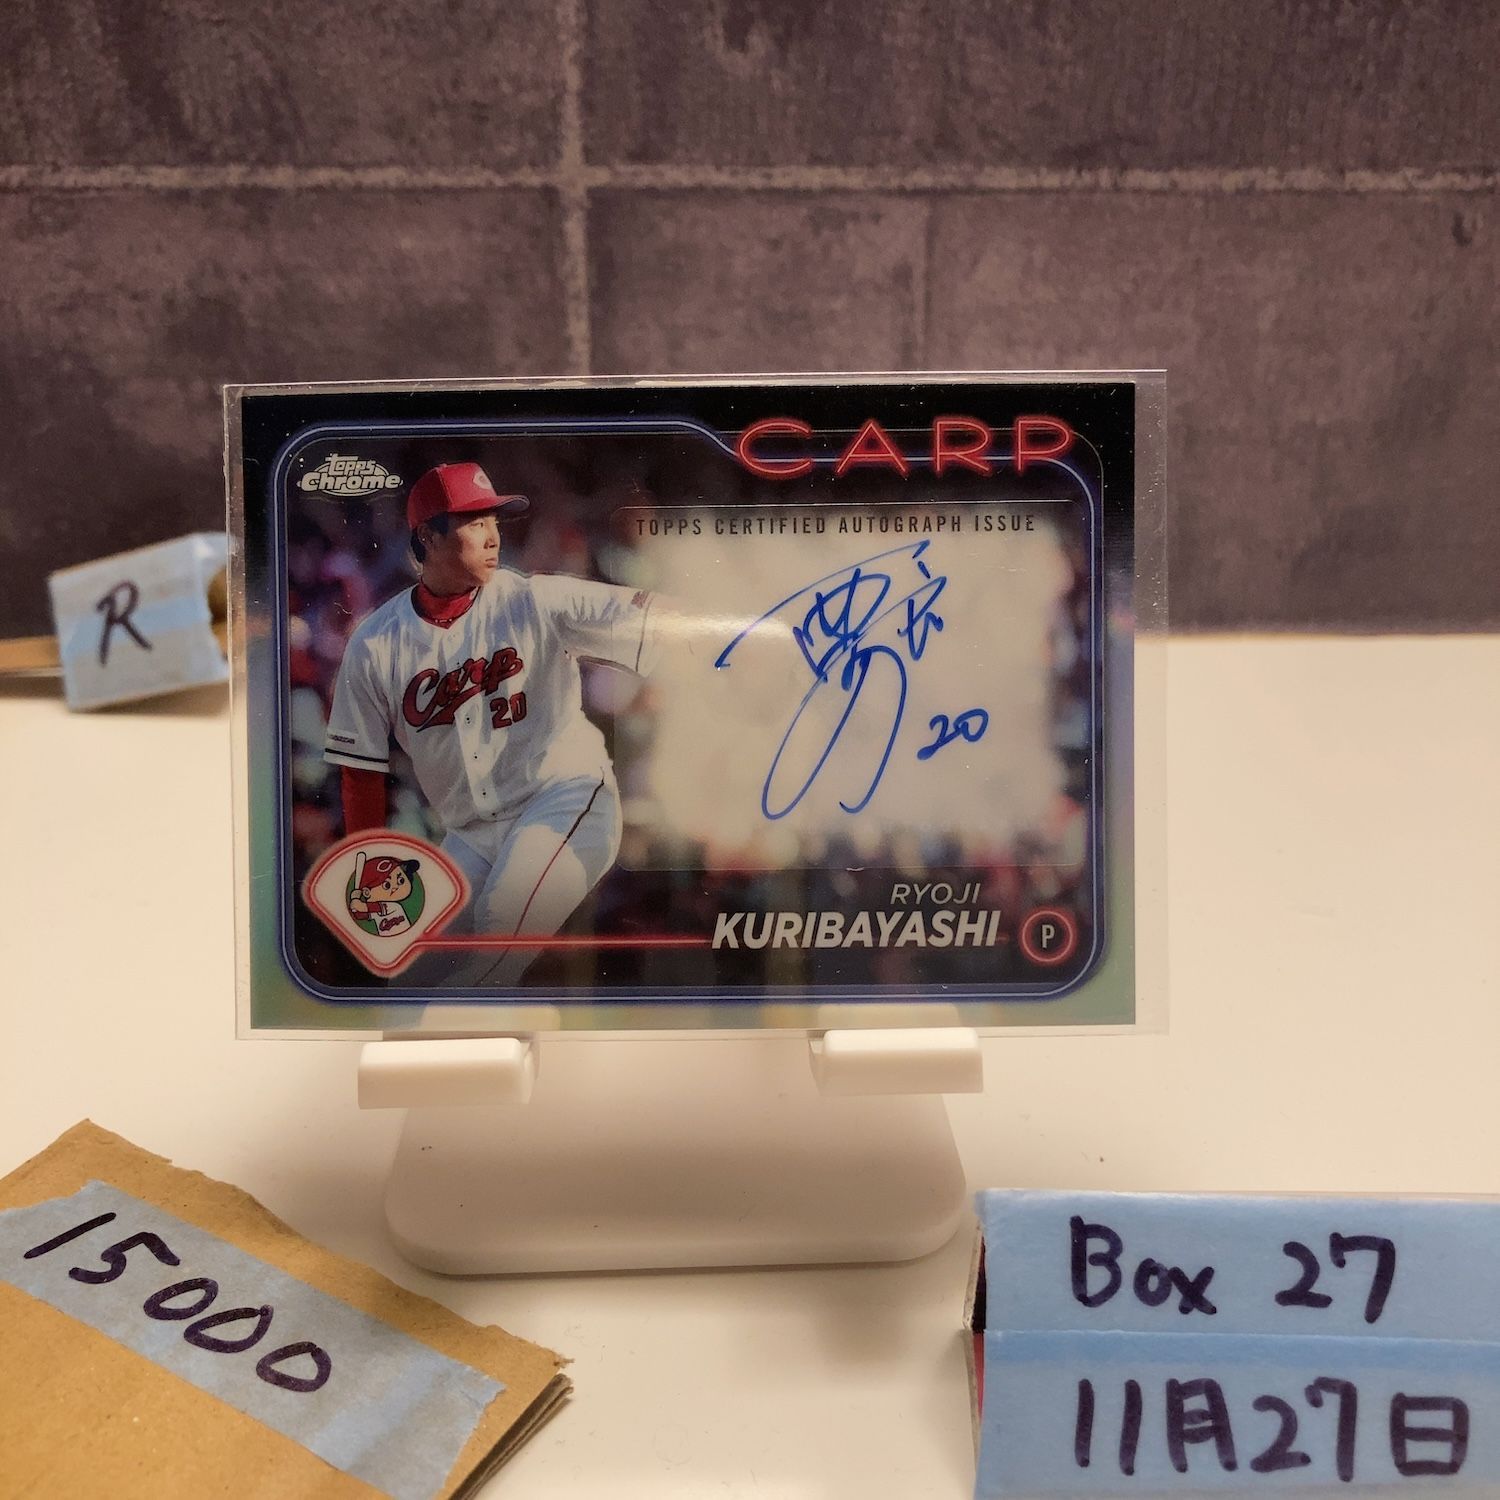 CARP
Topps
Chrome
TOPPS CERTIFIED AUTOGRAPH ISSUE
R
Carp
20
20
RYOJI
KURIBAYASHI
P
15000
Box 27
11月27日